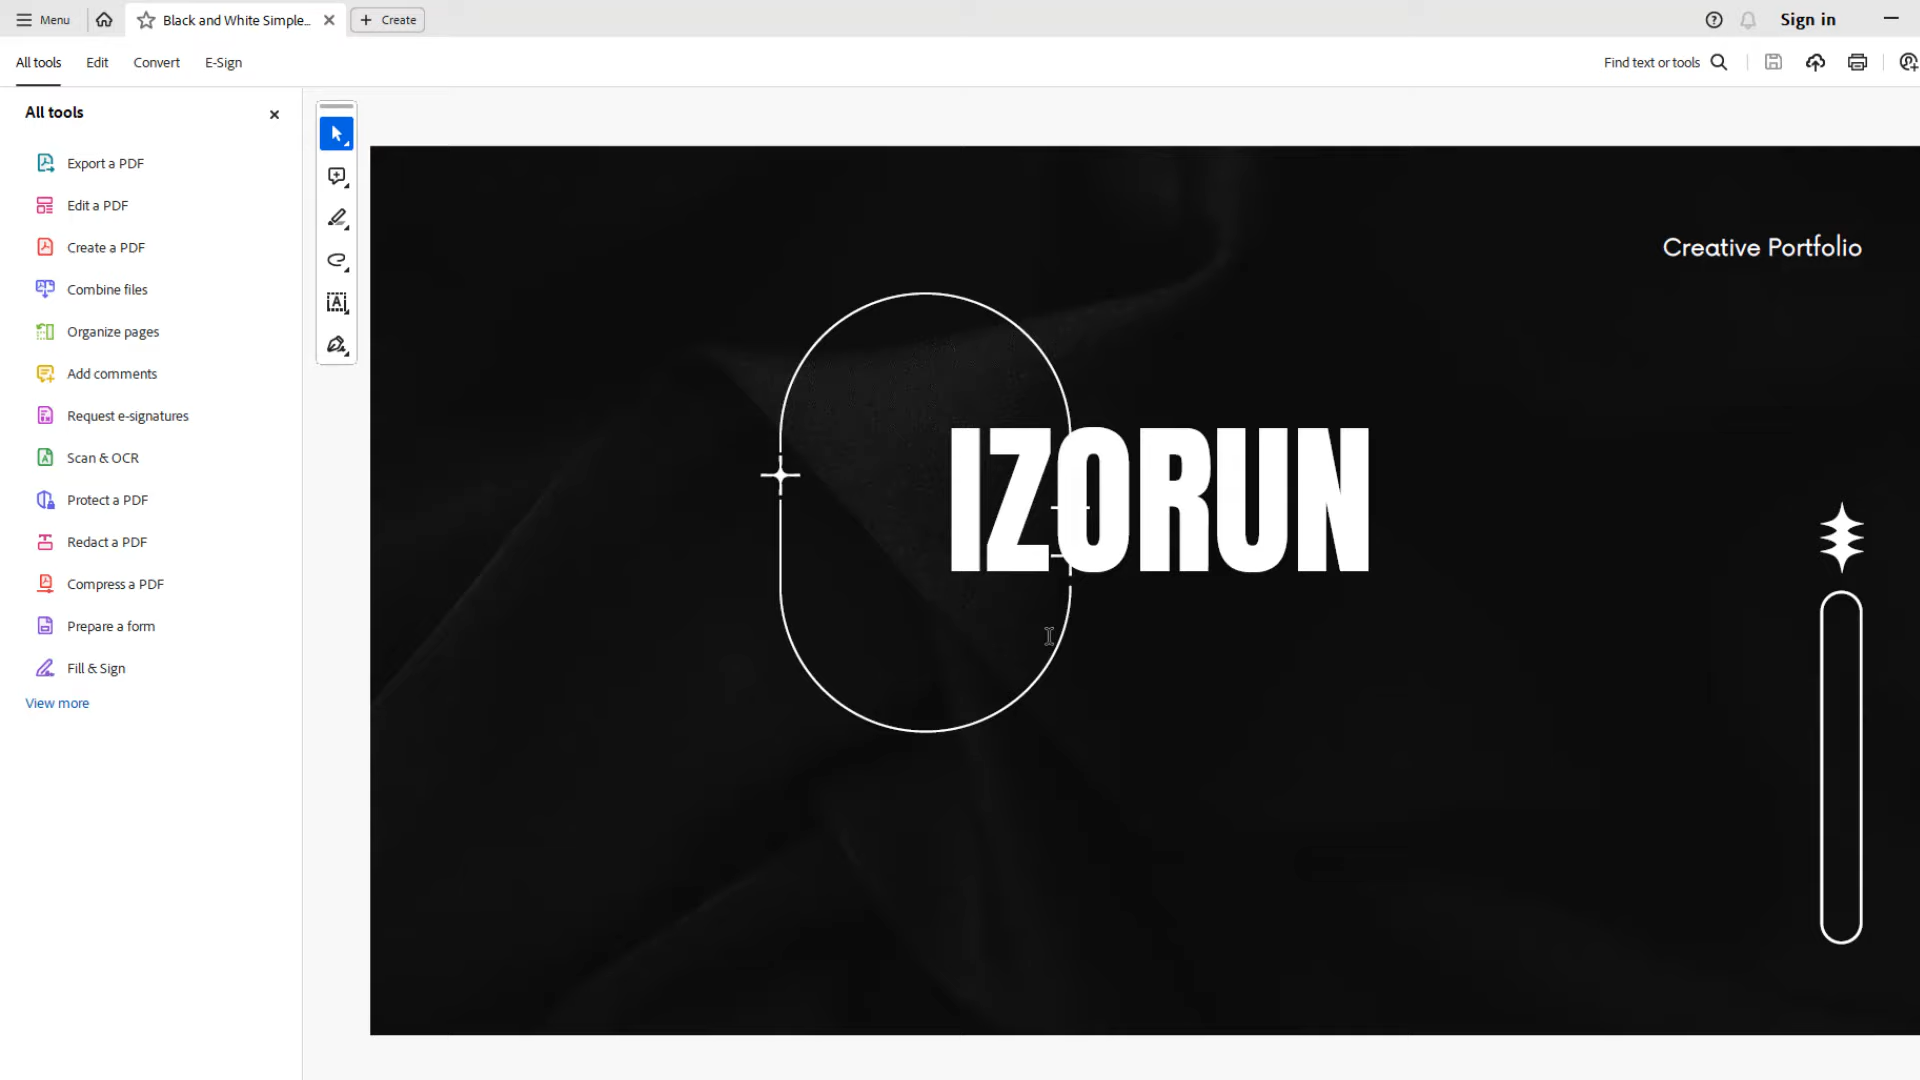 Menu
Black and White Simple...
Create
Sign in
All tools
Edit
Convert
E-Sign
Find text or tools
All tools
Export a PDF
Edit a PDF
Create a PDF
Combine files
Organize pages
Add comments
Request e-signatures
Scan & OCR
Protect a PDF
Redact a PDF
Compress a PDF
Prepare a form
Fill & Sign
View more
Creative Portfolio
IZORUN